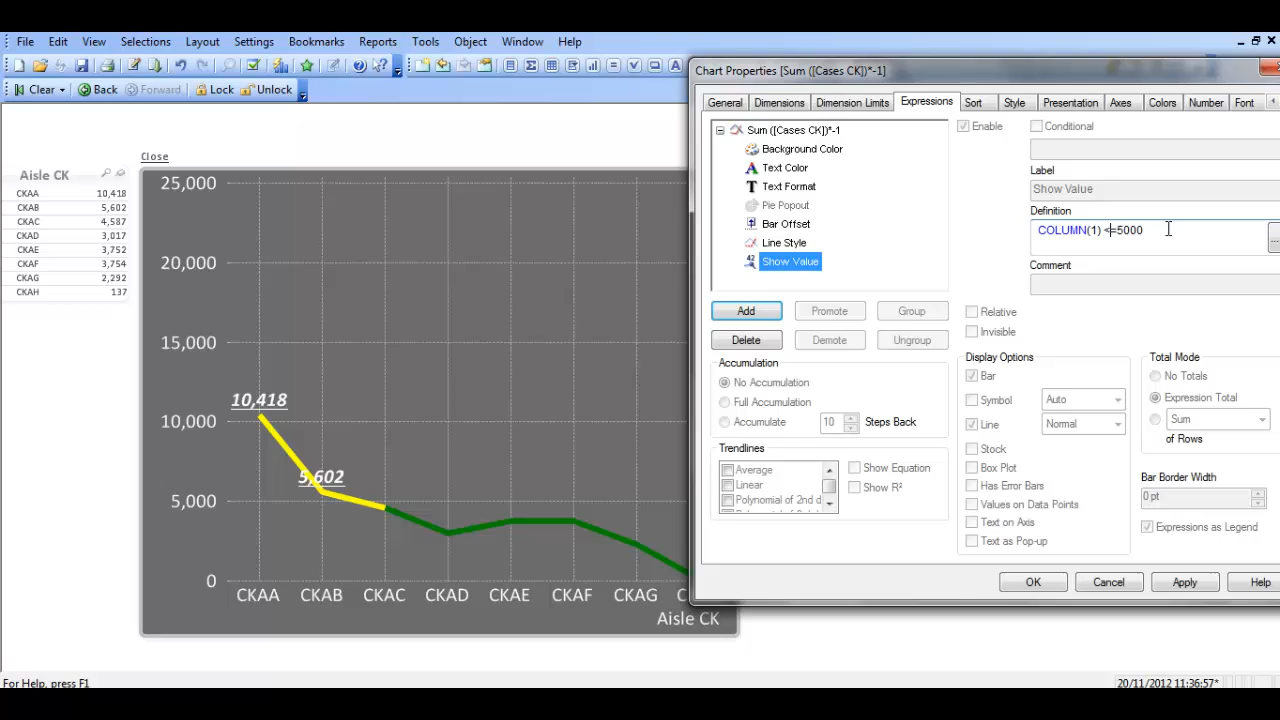 File Edit View Selections Layout Settings Bookmarks Reports Tools Object Window Help
Clear Back Forward Lock Unlock
Close
Aisle CK
CKAA 10,418
CKAB 5,602
CKAC 4,587
CKAD 3,017
CKAE 3,752
CKAF 3,754
CKAG 2,292
CKAH 137
25,000
20,000
15,000
10,000
5,000
0
10,418
5,602
CKAA CKAB CKAC CKAD CKAE CKAF CKAG
Aisle CK
Chart Properties [Sum ([Cases CK])*-1]
General Dimensions Dimension Limits Expressions Sort Style Presentation Axes Colors Number Font
Sum ([Cases CK])*-1
Background Color
Text Color
Text Format
Pie Popout
Bar Offset
Line Style
42 Show Value
Add Promote Group
Delete Demote Ungroup
Accumulation
No Accumulation
Full Accumulation
Accumulate 10 Steps Back
Trendlines
Average
Linear
Polynomial of 2nd d
Show Equation
Show R²
Enable Conditional
Label
Show Value
Definition
COLUMN(1) <=5000
...
Comment
Relative
Invisible
Display Options
Bar
Symbol Auto
Line Normal
Stock
Box Plot
Has Error Bars
Values on Data Points
Text on Axis
Text as Pop-up
Total Mode
No Totals
Expression Total
Sum
of Rows
Bar Border Width
0 pt
Expressions as Legend
OK Cancel Apply Help
For Help, press F1
20/11/2012 11:36:57*